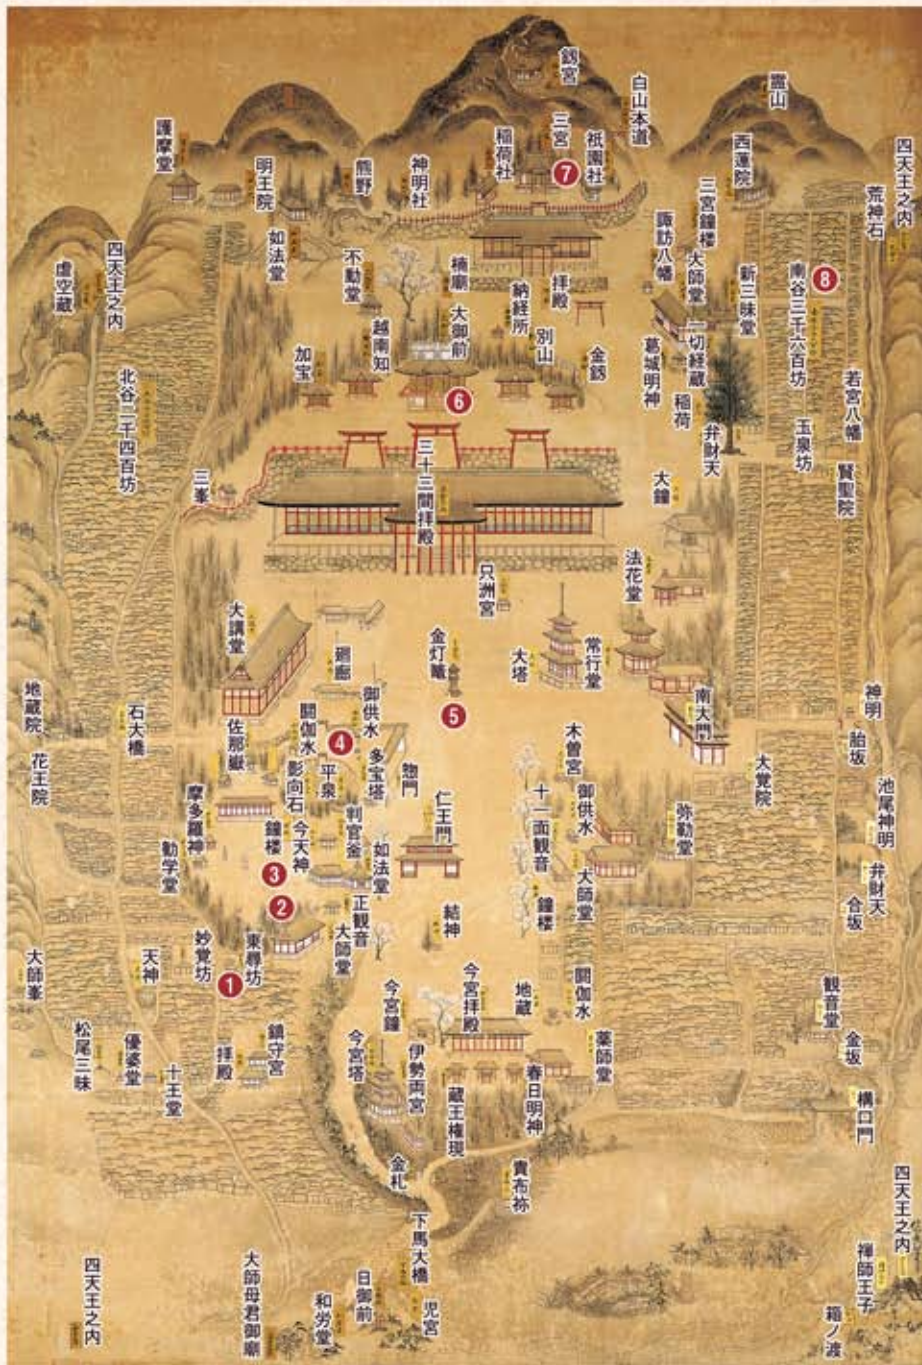 剱宮
白山本道
霊山
三宮
祇園社
稲荷社
7
西蓮院
四天王之内
荒神石
護摩堂
明王院
熊野
神明社
三宮鐘楼
諏訪八幡
大師堂
新三昧堂
8
南谷三千六百坊
四天王之内
虚空蔵
如法堂
不動堂
楠廟
拝殿
納経所
別山
大御前
越南知
加宝
金剱
一切経蔵
葛城明神
稲荷
弁財天
若宮八幡
玉泉坊
北谷二千四百坊
6
三十三間拝殿
三峯
大鐘
賢聖院
法花堂
只洲宮
大講堂
廻廊
金灯篭
大塔
常行堂
南大門
御供水
閼伽水
4
5
地蔵院
石大橋
佐那嶽
影向石
平泉
多宝塔
惣門
木曽宮
神明
胎坂
大覚院
花王院
摩多羅神
鐘楼
今天神
判官釜
如法堂
仁王門
十一面観音
御供水
弥勒堂
池尾神明
勧学堂
3
2
大師堂
鐘楼
弁財天
合坂
正観音
大師堂
結神
大師峯
天神
妙覚坊
東尋坊
1
今宮鐘
今宮拝殿
地蔵
閼伽水
観音堂
金坂
松尾三昧
優婆堂
十王堂
拝殿
鎮守宮
今宮塔
伊勢両宮
蔵王権現
春日明神
薬師堂
構口門
金札
貴布祢
下馬大橋
四天王之内
禅師王子
箱ノ渡
四天王之内
大師母君御廟
和労堂
日御前
児宮